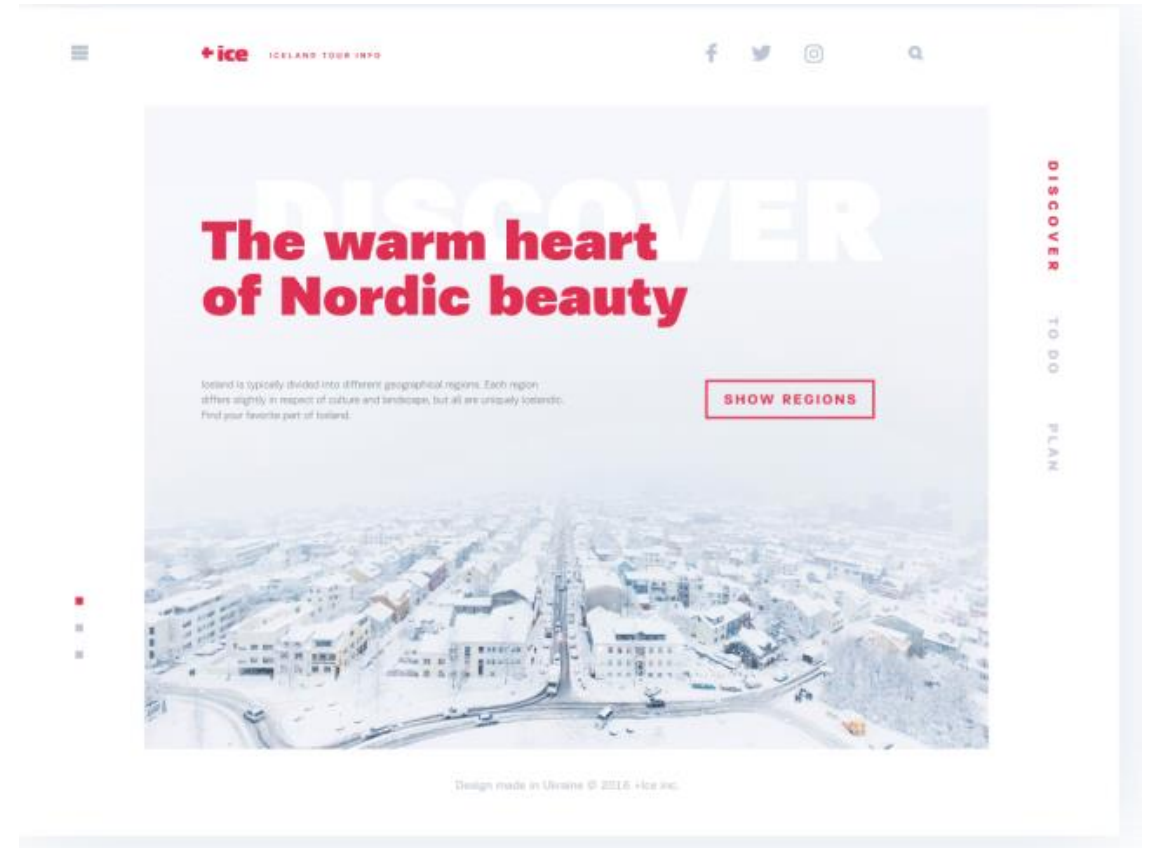 +ice ICELAND TOUR INFO
DISCOVER
The warm heart
of Nordic beauty
Iceland is typically divided into different geographical regions. Each region
differs slightly in respect of culture and landscape, but all are uniquely Icelandic.
Find your favorite part of Iceland.
SHOW REGIONS
DISCOVER
TO DO
PLAN
Design made in Ukraine © 2016 +Ice inc.